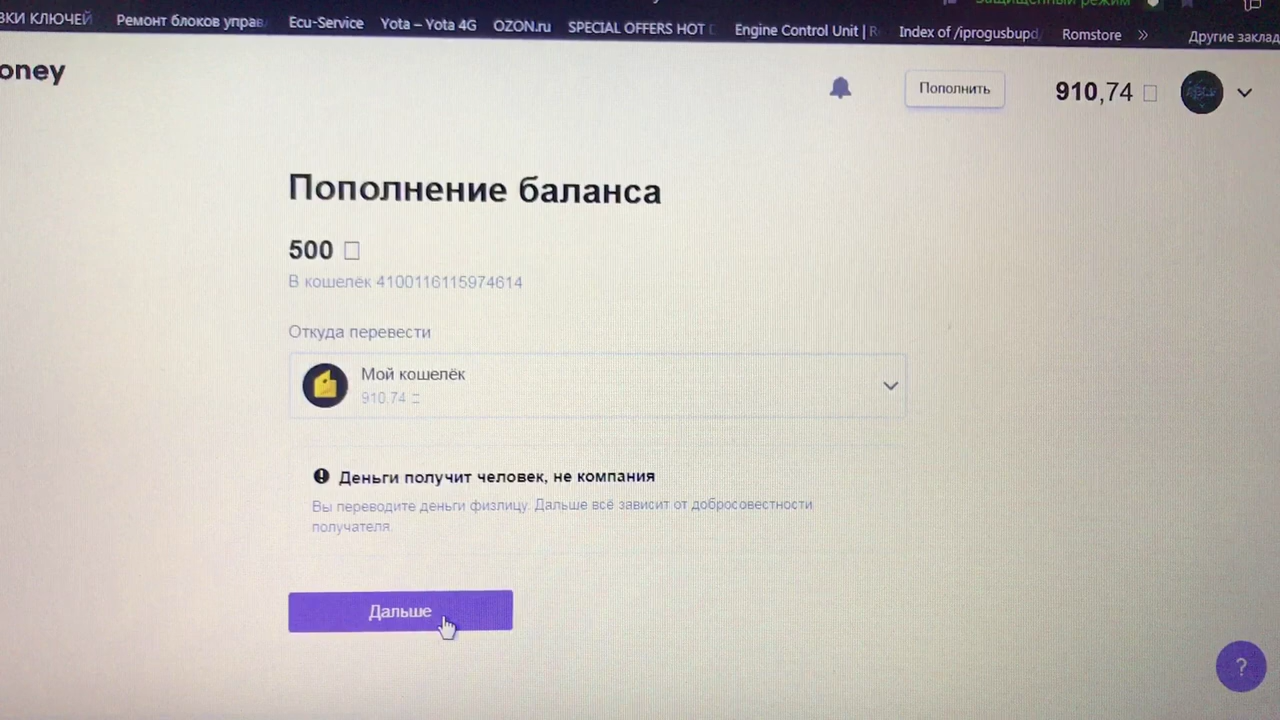 ВКИ КЛЮЧЕЙ Ремонт блоков управ Ecu-Service Yota – Yota 4G OZON.ru SPECIAL OFFERS HOT Engine Control Unit | R Index of /iprogusbupd Romstore » Другие заклад
Защищенный режим
oney
Пополнить
910,74
Пополнение баланса
500
В кошелёк 4100116115974614
Откуда перевести
Мой кошелёк
910.74
Деньги получит человек, не компания
Вы переводите деньги физлицу. Дальше всё зависит от добросовестности
получателя.
Дальше
?